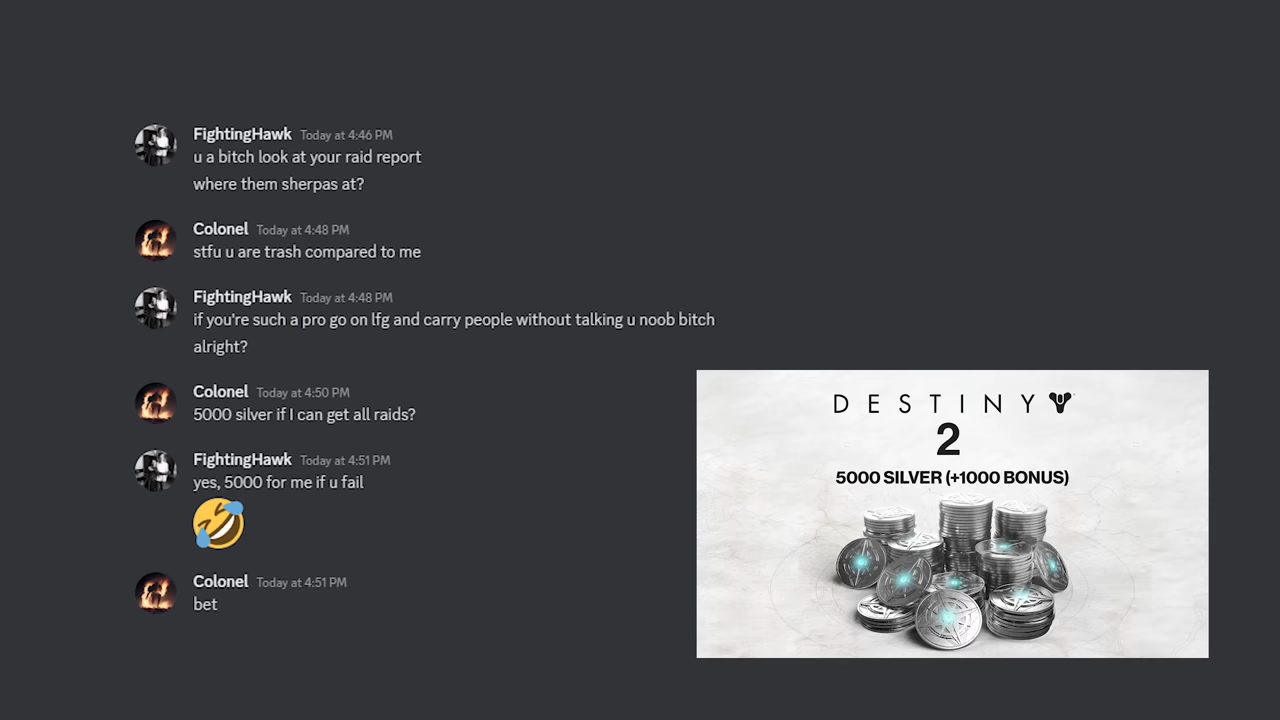 FightingHawk Today at 4:46 PM
u a bitch look at your raid report
where them sherpas at?
Colonel Today at 4:48 PM
stfu u are trash compared to me
FightingHawk Today at 4:48 PM
if you're such a pro go on lfg and carry people without talking u noob bitch
alright?
Colonel Today at 4:50 PM
5000 silver if I can get all raids?
FightingHawk Today at 4:51 PM
yes, 5000 for me if u fail
Colonel Today at 4:51 PM
bet
DESTINY
2
5000 SILVER (+1000 BONUS)